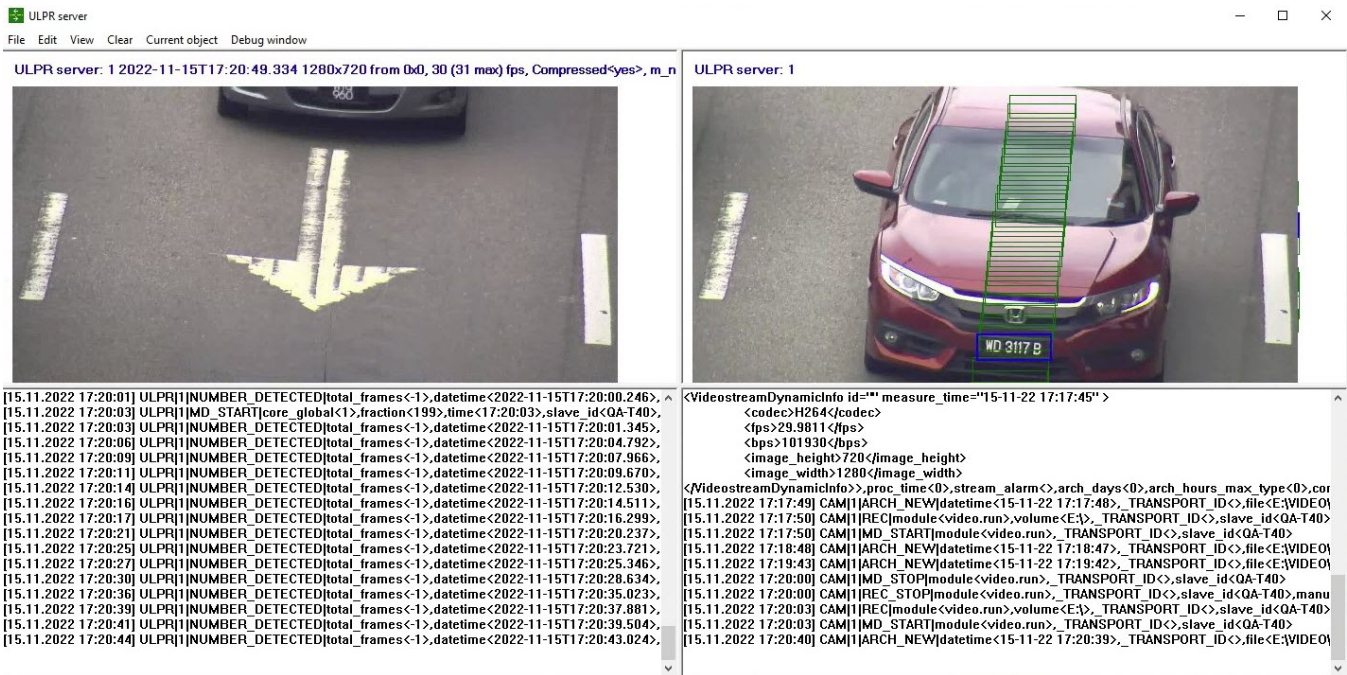 ULPR server
File Edit View Clear Current object Debug window
ULPR server: 1 2022-11-15T17:20:49.334 1280x720 from 0x0, 30 (31 max) fps, Compressed<yes>, m_n
ULPR server: 1
960
WD 3117 B
[15.11.2022 17:20:01] ULPR|1|NUMBER_DETECTED|total_frames<-1>,datetime<2022-11-15T17:20:00.246>,
[15.11.2022 17:20:03] ULPR|1|MD_START|core_global<1>,fraction<199>,time<17:20:03>,slave_id<QA-T40>,
[15.11.2022 17:20:03] ULPR|1|NUMBER_DETECTED|total_frames<-1>,datetime<2022-11-15T17:20:01.345>,
[15.11.2022 17:20:06] ULPR|1|NUMBER_DETECTED|total_frames<-1>,datetime<2022-11-15T17:20:04.792>,
[15.11.2022 17:20:09] ULPR|1|NUMBER_DETECTED|total_frames<-1>,datetime<2022-11-15T17:20:07.966>,
[15.11.2022 17:20:11] ULPR|1|NUMBER_DETECTED|total_frames<-1>,datetime<2022-11-15T17:20:09.670>,
[15.11.2022 17:20:14] ULPR|1|NUMBER_DETECTED|total_frames<-1>,datetime<2022-11-15T17:20:12.530>,
[15.11.2022 17:20:16] ULPR|1|NUMBER_DETECTED|total_frames<-1>,datetime<2022-11-15T17:20:14.511>,
[15.11.2022 17:20:17] ULPR|1|NUMBER_DETECTED|total_frames<-1>,datetime<2022-11-15T17:20:16.299>,
[15.11.2022 17:20:21] ULPR|1|NUMBER_DETECTED|total_frames<-1>,datetime<2022-11-15T17:20:20.237>,
[15.11.2022 17:20:25] ULPR|1|NUMBER_DETECTED|total_frames<-1>,datetime<2022-11-15T17:20:23.721>,
[15.11.2022 17:20:27] ULPR|1|NUMBER_DETECTED|total_frames<-1>,datetime<2022-11-15T17:20:25.346>,
[15.11.2022 17:20:30] ULPR|1|NUMBER_DETECTED|total_frames<-1>,datetime<2022-11-15T17:20:28.634>,
[15.11.2022 17:20:36] ULPR|1|NUMBER_DETECTED|total_frames<-1>,datetime<2022-11-15T17:20:35.023>,
[15.11.2022 17:20:39] ULPR|1|NUMBER_DETECTED|total_frames<-1>,datetime<2022-11-15T17:20:37.881>,
[15.11.2022 17:20:41] ULPR|1|NUMBER_DETECTED|total_frames<-1>,datetime<2022-11-15T17:20:39.504>,
[15.11.2022 17:20:44] ULPR|1|NUMBER_DETECTED|total_frames<-1>,datetime<2022-11-15T17:20:43.024>,
<VideostreamDynamicInfo id="" measure_time="15-11-22 17:17:45" >
<codec>H264</codec>
<fps>29.9811</fps>
<bps>101930</bps>
<image_height>720</image_height>
<image_width>1280</image_width>
</VideostreamDynamicInfo>>,proc_time<0>,stream_alarm<>,arch_days<0>,arch_hours_max_type<0>,con
[15.11.2022 17:17:49] CAM|1|ARCH_NEW|datetime<15-11-22 17:17:48>,_TRANSPORT_ID<>,file<E:\VIDEO\
[15.11.2022 17:17:50] CAM|1|REC|module<video.run>,volume<E:\>,_TRANSPORT_ID<>,slave_id<QA-T40>
[15.11.2022 17:17:50] CAM|1|MD_START|module<video.run>,_TRANSPORT_ID<>,slave_id<QA-T40>
[15.11.2022 17:18:48] CAM|1|ARCH_NEW|datetime<15-11-22 17:18:47>,_TRANSPORT_ID<>,file<E:\VIDEO\
[15.11.2022 17:19:43] CAM|1|ARCH_NEW|datetime<15-11-22 17:19:42>,_TRANSPORT_ID<>,file<E:\VIDEO\
[15.11.2022 17:20:00] CAM|1|MD_STOP|module<video.run>,_TRANSPORT_ID<>,slave_id<QA-T40>
[15.11.2022 17:20:00] CAM|1|REC_STOP|module<video.run>,_TRANSPORT_ID<>,slave_id<QA-T40>,manu
[15.11.2022 17:20:03] CAM|1|REC|module<video.run>,volume<E:\>,_TRANSPORT_ID<>,slave_id<QA-T40>
[15.11.2022 17:20:03] CAM|1|MD_START|module<video.run>,_TRANSPORT_ID<>,slave_id<QA-T40>
[15.11.2022 17:20:40] CAM|1|ARCH_NEW|datetime<15-11-22 17:20:39>,_TRANSPORT_ID<>,file<E:\VIDEO\